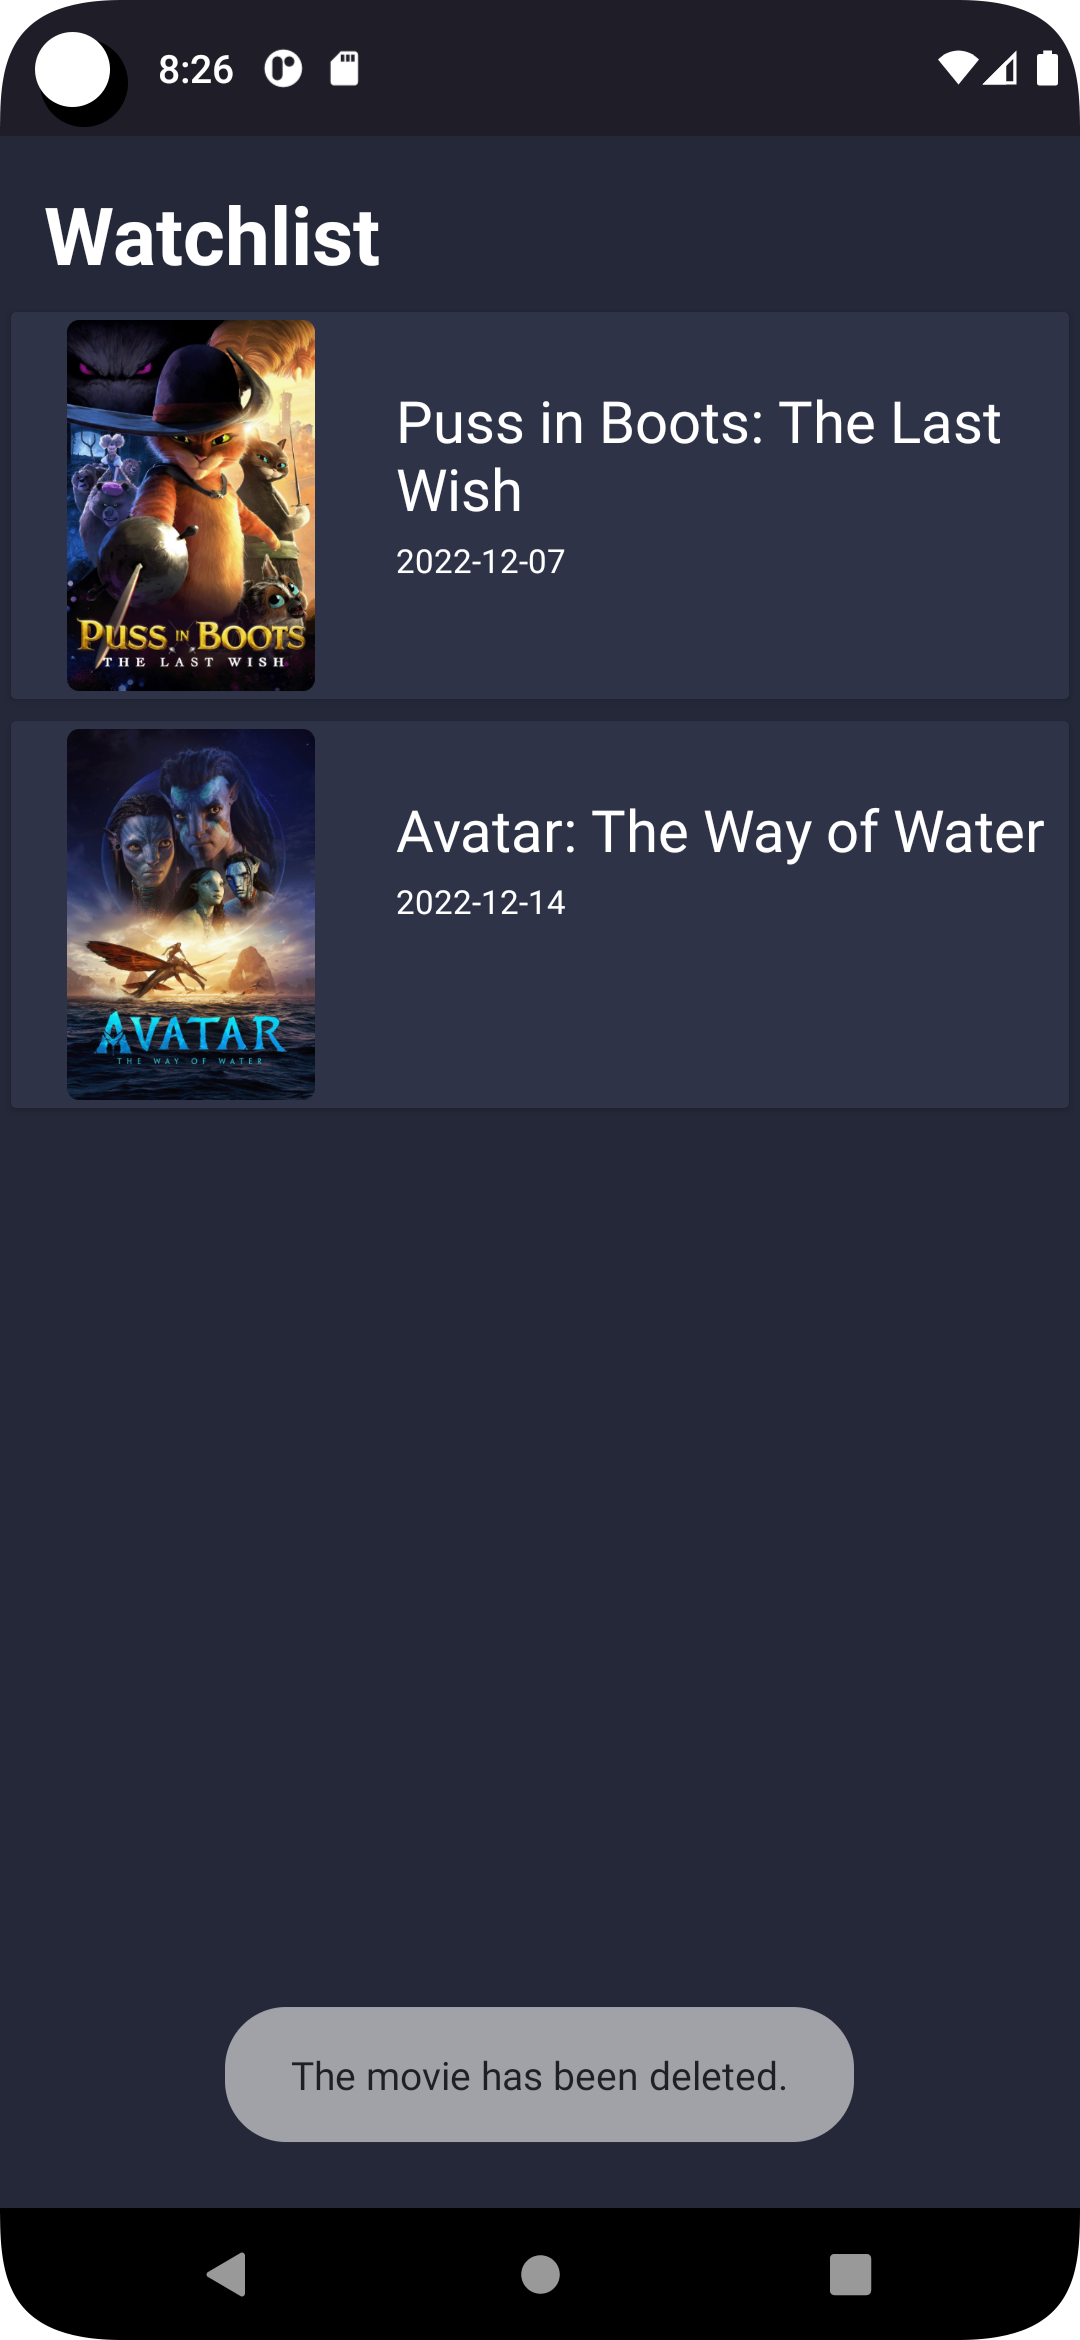 8:26
Watchlist
PUSS IN BOOTS
THE LAST WISH
Puss in Boots: The Last
Wish
2022-12-07
AVATAR
THE WAY OF WATER
Avatar: The Way of Water
2022-12-14
The movie has been deleted.